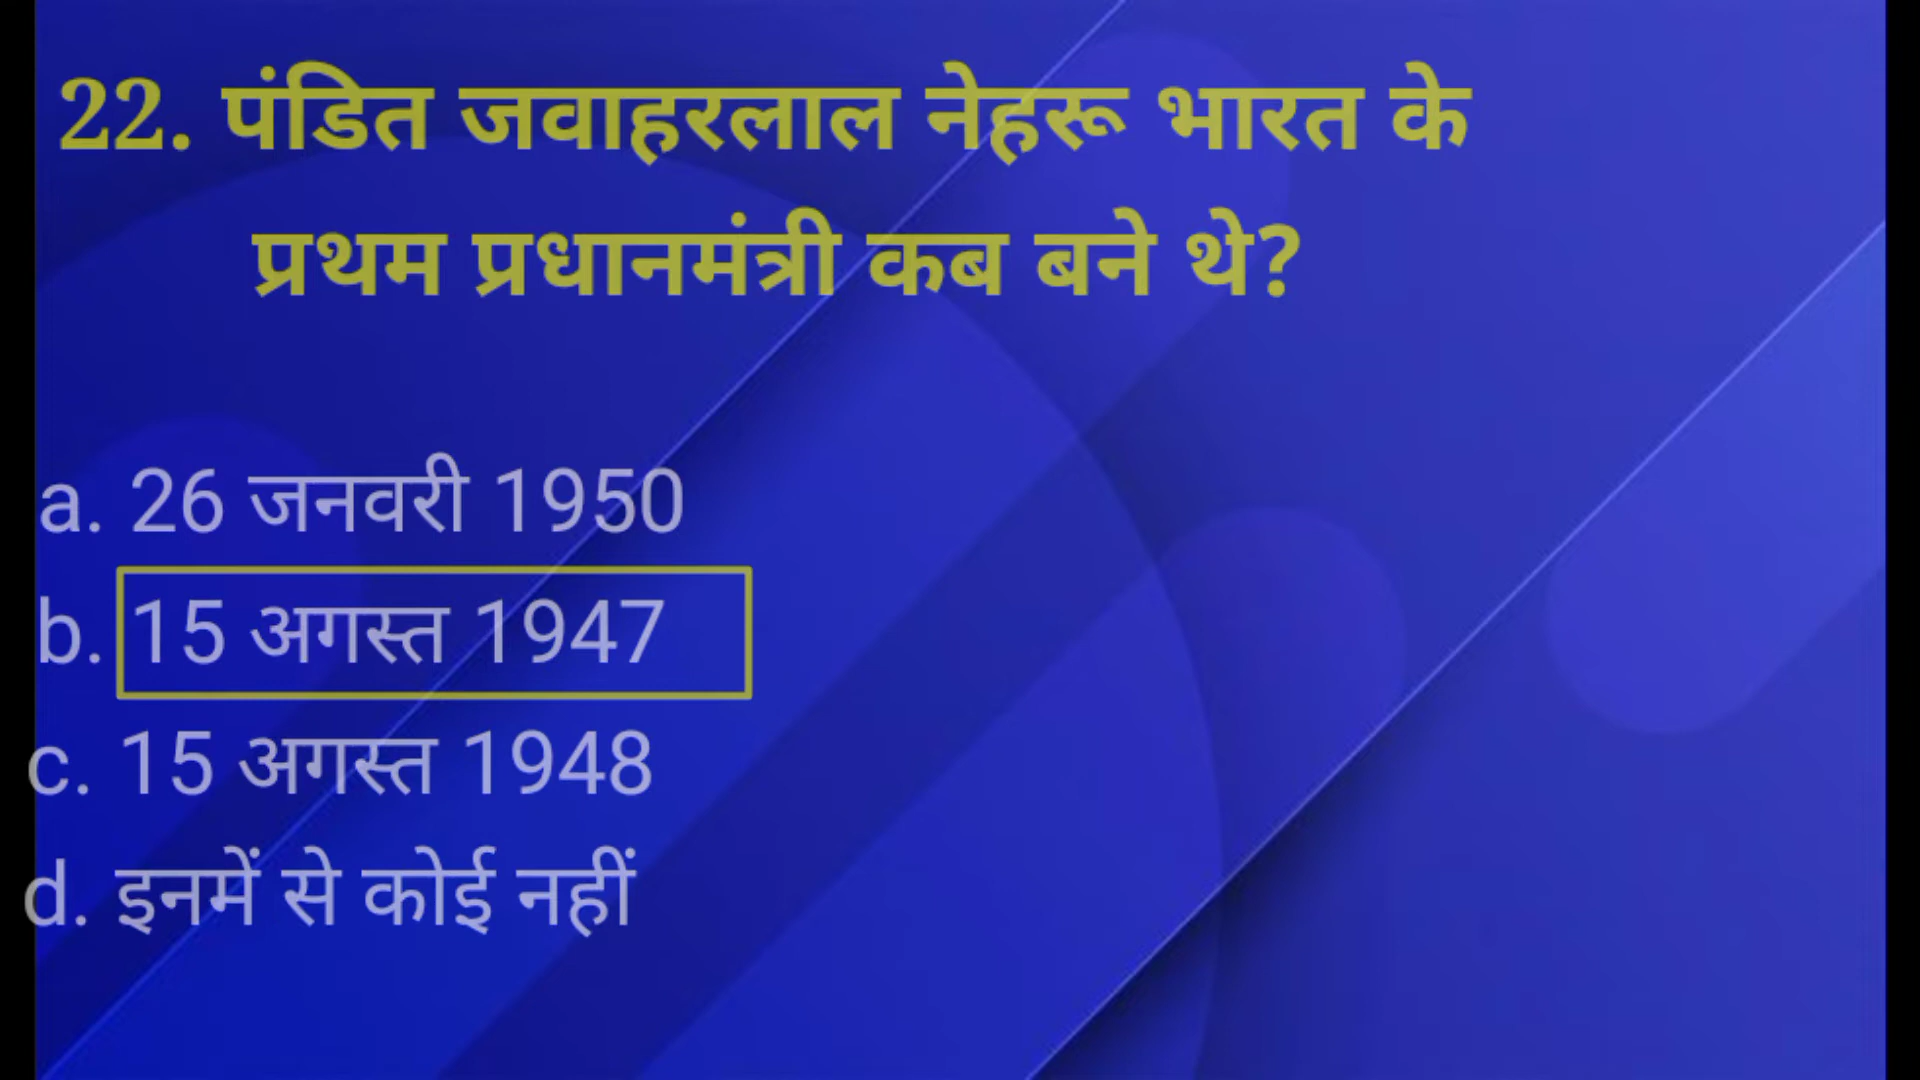 22. पंडित जवाहरलाल नेहरू भारत के
प्रथम प्रधानमंत्री कब बने थे?
a. 26 जनवरी 1950
b. 15 अगस्त 1947
c. 15 अगस्त 1948
d. इनमें से कोई नहीं